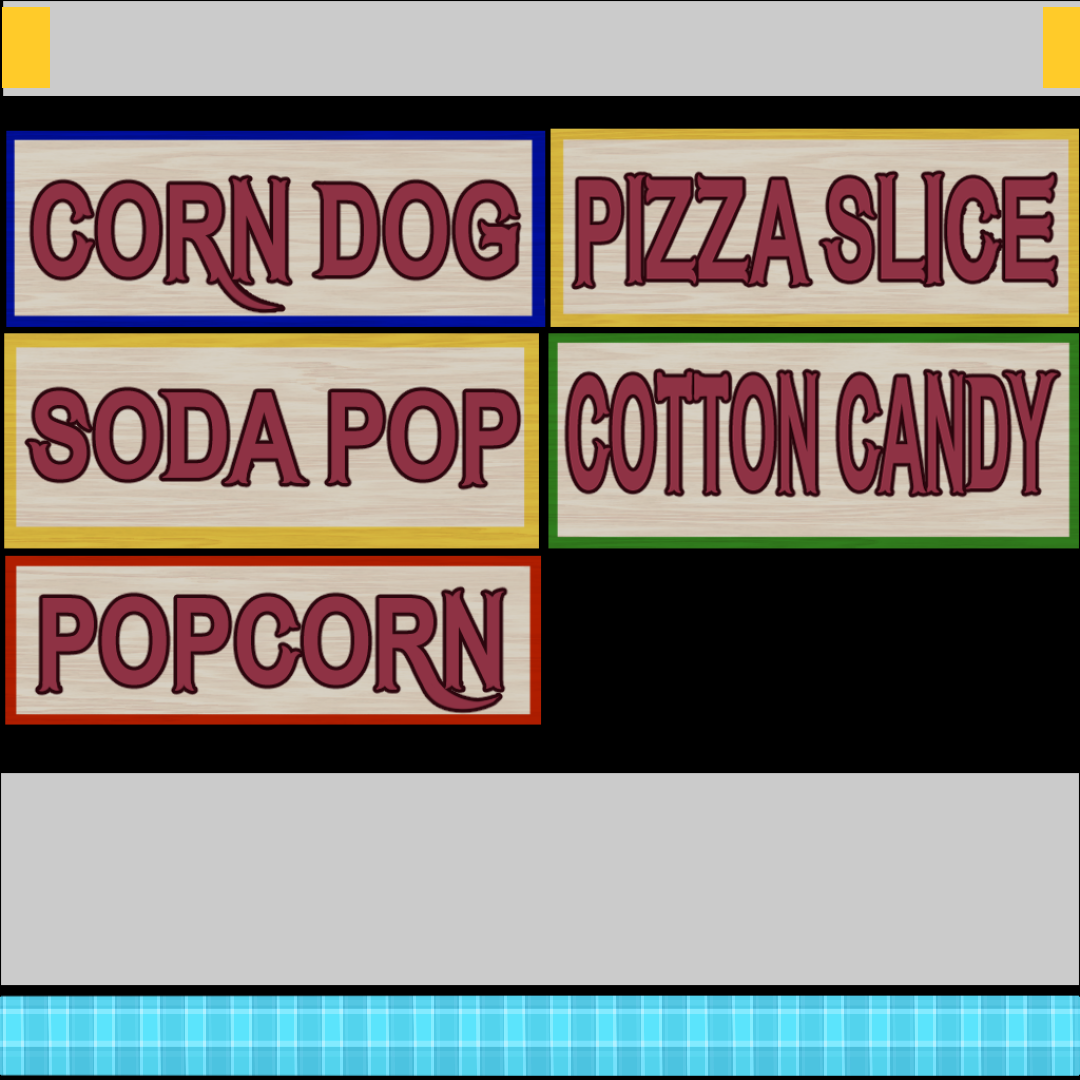 CORN DOG
PIZZA SLICE
SODA POP
COTTON CANDY
POPCORN